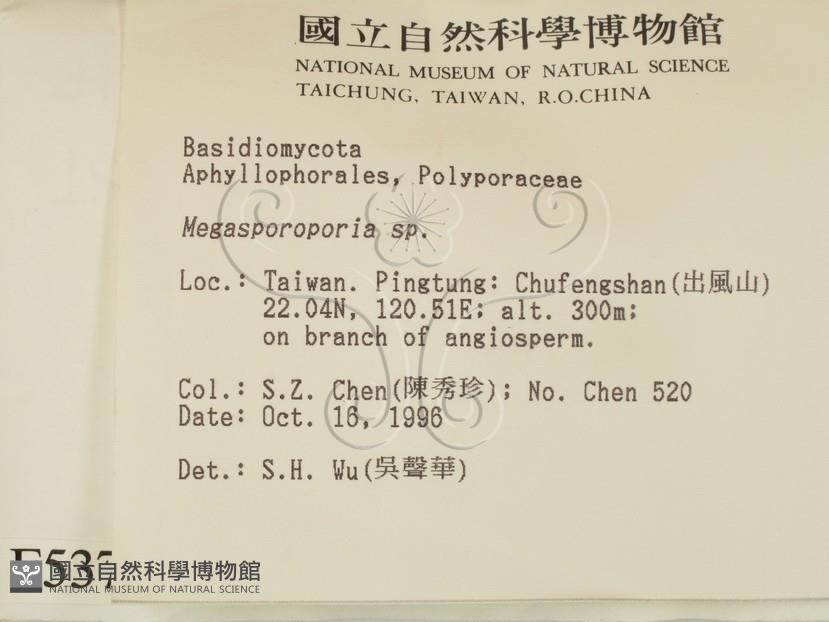 國立自然科學博物館
NATIONAL MUSEUM OF NATURAL SCIENCE
TAICHUNG, TAIWAN, R.O.CHINA
Basidiomycota
Aphyllophorales, Polyporaceae
Megasporoporia sp.
Loc.: Taiwan. Pingtung: Chufengshan(出風山)
22.04N, 120.51E; alt. 300m;
on branch of angiosperm.
Col.: S.Z. Chen(陳秀珍); No. Chen 520
Date: Oct. 16, 1996
Det.: S.H. Wu(吳聲華)
國立自然科學博物館
NATIONAL MUSEUM OF NATURAL SCIENCE